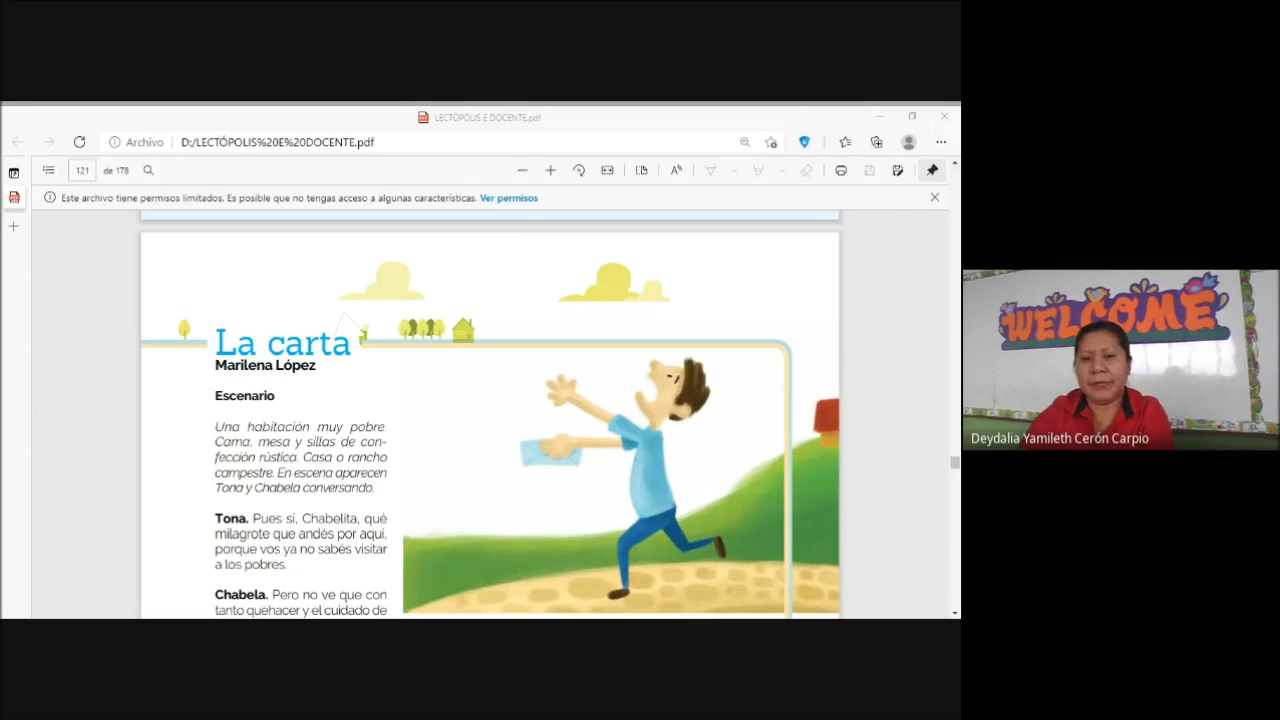 LECTÓPOLIS E DOCENTE.pdf
Archivo
D:/LECTÓPOLIS%20E%20DOCENTE.pdf
121 de 178
Este archivo tiene permisos limitados. Es posible que no tengas acceso a algunas características. Ver permisos
La carta
Marilena López
Escenario
Una habitación muy pobre.
Cama, mesa y sillas de con-
fección rústica. Casa o rancho
campestre. En escena aparecen
Tona y Chabela conversando.
Tona. Pues sí, Chabelita, qué
milagrote que andés por aquí,
porque vos ya no sabés visitar
a los pobres.
Chabela. Pero no ve que con
tanto quehacer y el cuidado de
WELCOME
Deydalia Yamileth Cerón Carpio